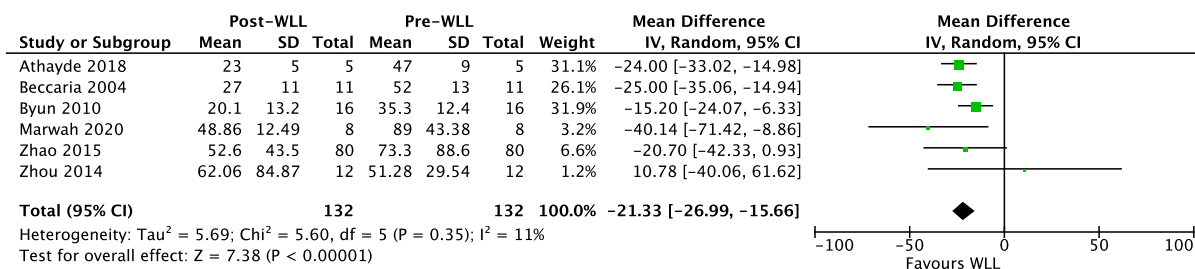 Post-WLL Pre-WLL Mean Difference Mean Difference
Study or Subgroup Mean SD Total Mean SD Total Weight IV, Random, 95% CI IV, Random, 95% CI
Athayde 2018 23 5 5 47 9 5 31.1% -24.00 [-33.02, -14.98]
Beccaria 2004 27 11 11 52 13 11 26.1% -25.00 [-35.06, -14.94]
Byun 2010 20.1 13.2 16 35.3 12.4 16 31.9% -15.20 [-24.07, -6.33]
Marwah 2020 48.86 12.49 8 89 43.38 8 3.2% -40.14 [-71.42, -8.86]
Zhao 2015 52.6 43.5 80 73.3 88.6 80 6.6% -20.70 [-42.33, 0.93]
Zhou 2014 62.06 84.87 12 51.28 29.54 12 1.2% 10.78 [-40.06, 61.62]
Total (95% CI) 132 132 100.0% -21.33 [-26.99, -15.66]
Heterogeneity: Tau² = 5.69; Chi² = 5.60, df = 5 (P = 0.35); I² = 11%
Test for overall effect: Z = 7.38 (P < 0.00001)
-100 -50 0 50 100
Favours WLL